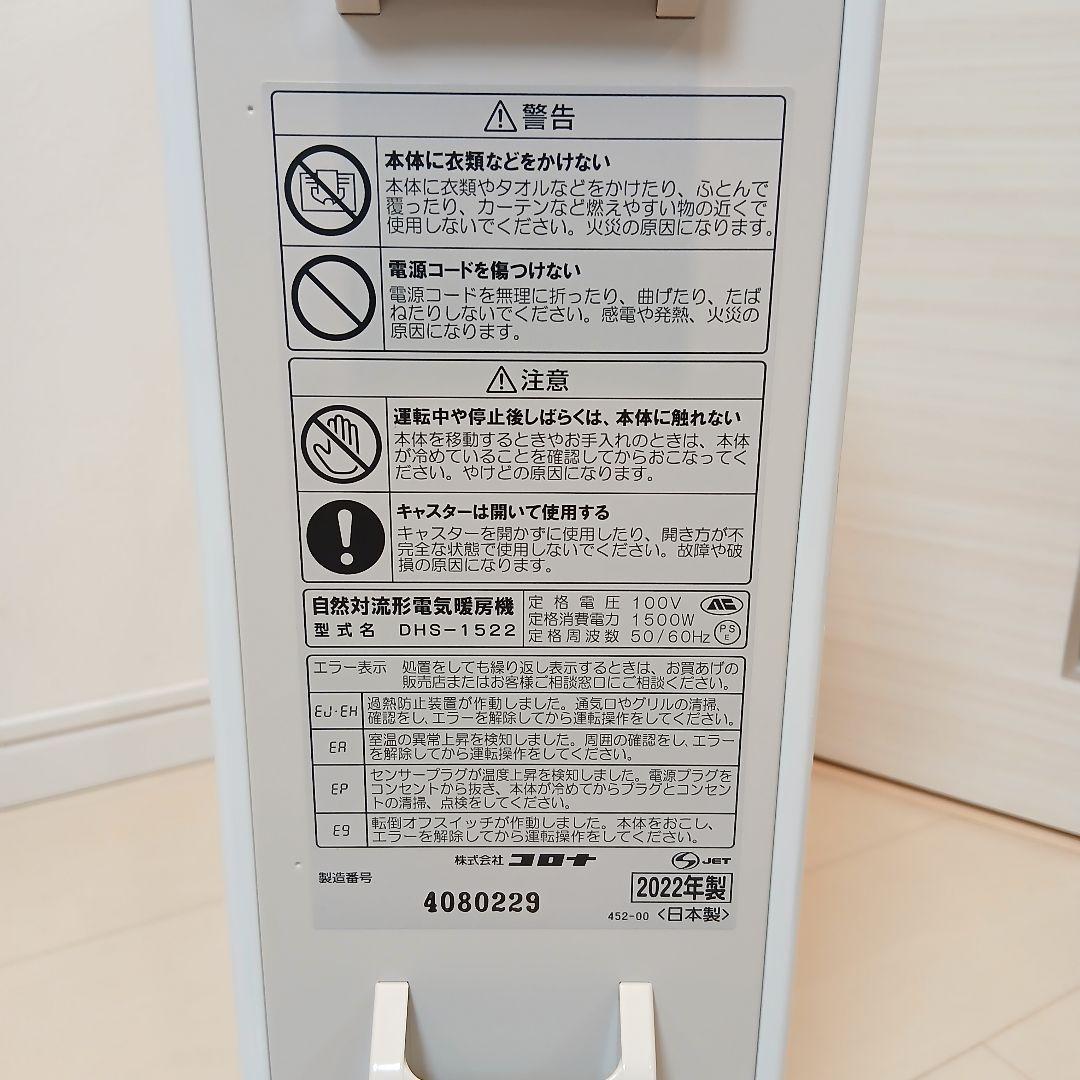 ⚠警告
本体に衣類などをかけない
本体に衣類やタオルなどをかけたり、ふとんで
覆ったり、カーテンなど燃えやすい物の近くで
使用しないでください。火災の原因になります。
電源コードを傷つけない
電源コードを無理に折ったり、曲げたり、たば
ねたりしないでください。感電や発熱、火災の
原因になります。
⚠注意
運転中や停止後しばらくは、本体に触れない
本体を移動するときやお手入れのときは、本体
が冷めていることを確認してからおこなってく
ださい。やけどの原因になります。
キャスターは開いて使用する
キャスターを開かずに使用したり、開き方が不
完全な状態で使用しないでください。故障や破
損の原因になります。
自然対流形電気暖房機
型式名 DHS-1522
定格電圧 100V
定格消費電力 1500W
定格周波数 50/60Hz
PSE
エラー表示 処置をしても繰り返し表示するときは、お買あげの
販売店またはお客様ご相談窓口にご相談ください。
EJ・EH 過熱防止装置が作動しました。通気口やグリルの清掃、
確認をし、エラーを解除してから運転操作をしてください。
EA 室温の異常上昇を検知しました。周囲の確認をし、エラー
を解除してから運転操作をしてください。
EP センサープラグが温度上昇を検知しました。電源プラグを
コンセントから抜き、本体が冷めてからプラグとコンセン
トの清掃、点検をしてください。
E9 転倒オフスイッチが作動しました。本体をおこし、
エラーを解除してから運転操作をしてください。
株式会社 コロナ
JET
製造番号
4080229
2022年製
452-00 <日本製>